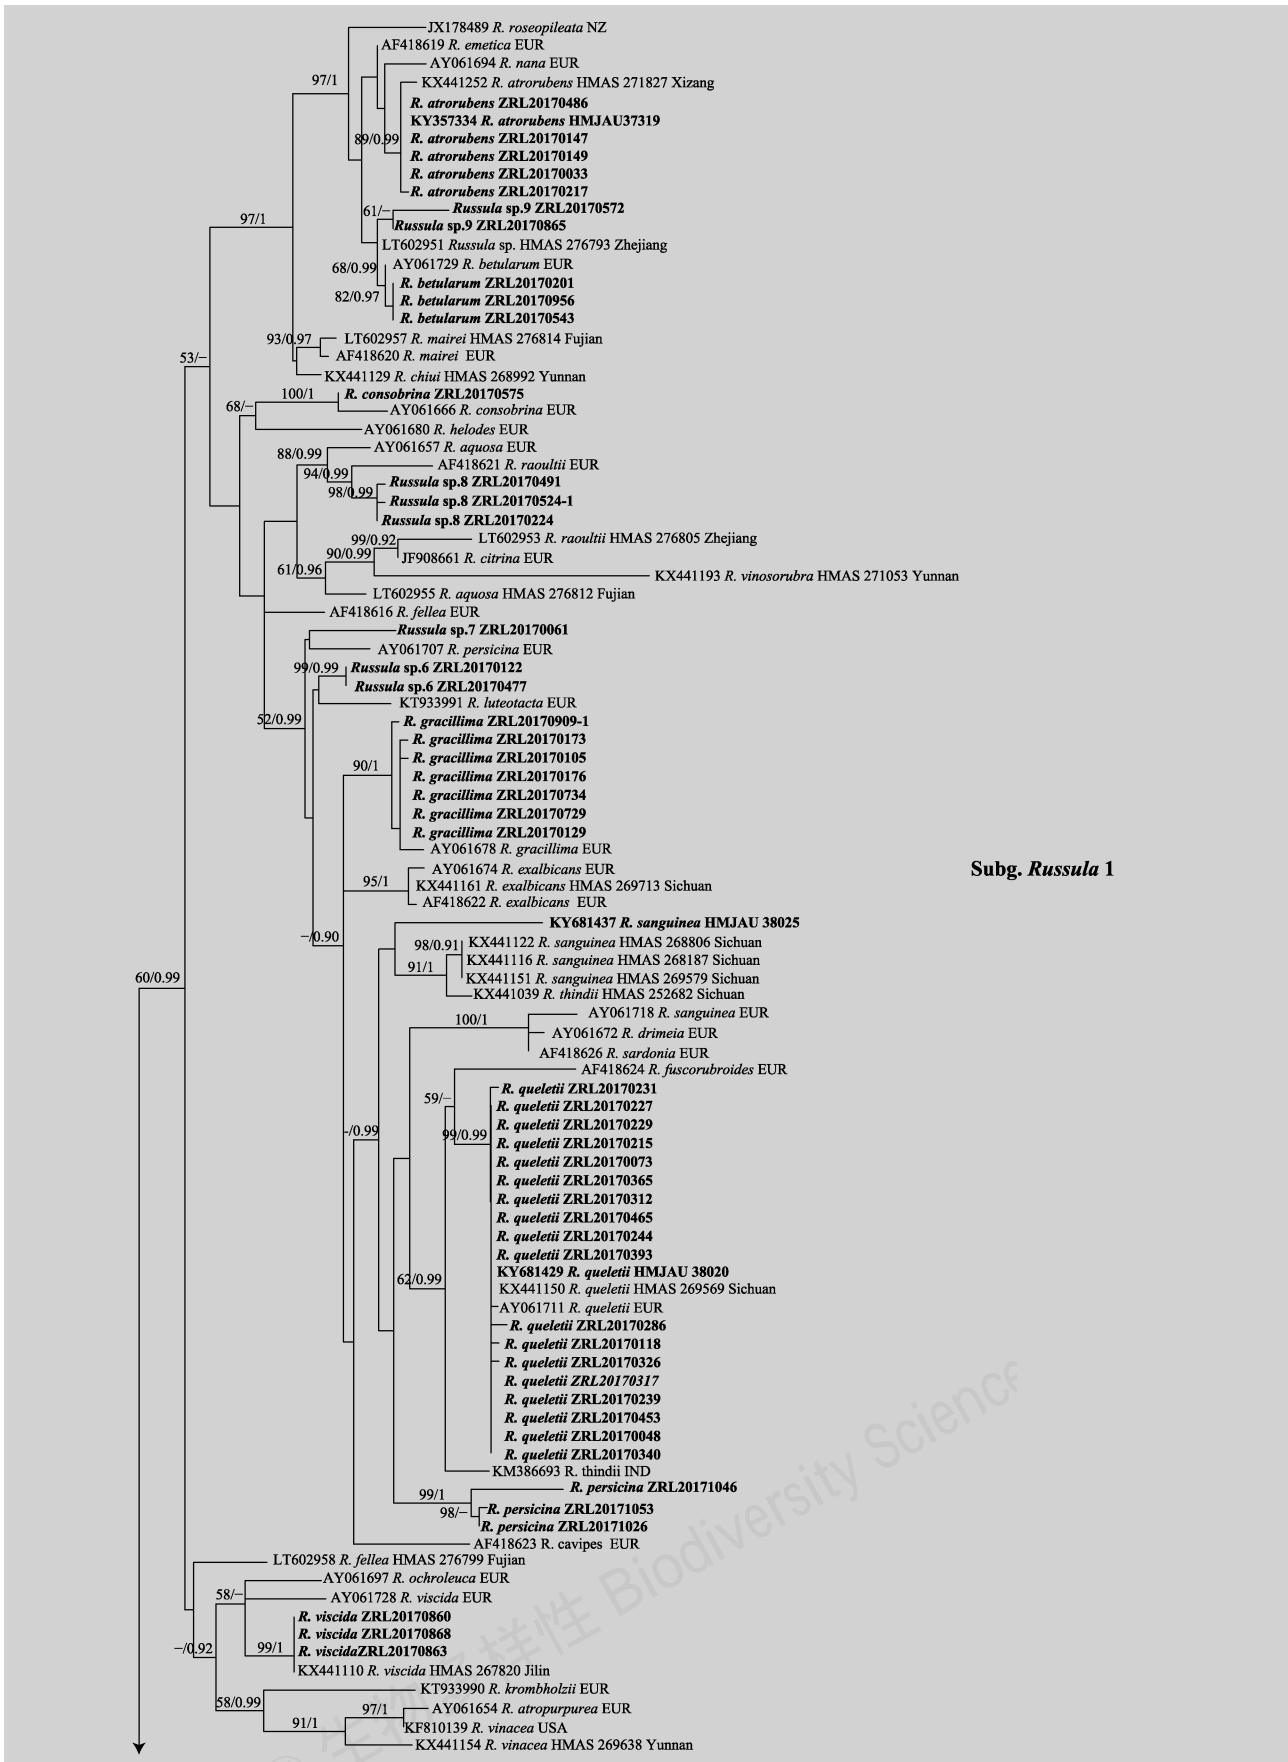 JX178489 R. roseopileata NZ
AF418619 R. emetica EUR
AY061694 R. nana EUR
97/1
KX441252 R. atrorubens HMAS 271827 Xizang
R. atrorubens ZRL20170486
KY357334 R. atrorubens HMJAU37319
89/0.99
R. atrorubens ZRL20170147
R. atrorubens ZRL20170149
R. atrorubens ZRL20170033
R. atrorubens ZRL20170217
61/−
Russula sp.9 ZRL20170572
97/1
Russula sp.9 ZRL20170865
LT602951 Russula sp. HMAS 276793 Zhejiang
68/0.99
AY061729 R. betularum EUR
R. betularum ZRL20170201
82/0.97
R. betularum ZRL20170956
R. betularum ZRL20170543
93/0.97
LT602957 R. mairei HMAS 276814 Fujian
53/−
AF418620 R. mairei EUR
KX441129 R. chiui HMAS 268992 Yunnan
100/1
R. consobrina ZRL20170575
68/−
AY061666 R. consobrina EUR
AY061680 R. helodes EUR
88/0.99
AY061657 R. aquosa EUR
94/0.99
AF418621 R. raoultii EUR
Russula sp.8 ZRL20170491
98/0.99
Russula sp.8 ZRL20170524-1
Russula sp.8 ZRL20170224
99/0.92
LT602953 R. raoultii HMAS 276805 Zhejiang
90/0.99
JF908661 R. citrina EUR
61/0.96
KX441193 R. vinosorubra HMAS 271053 Yunnan
LT602955 R. aquosa HMAS 276812 Fujian
AF418616 R. fellea EUR
Russula sp.7 ZRL20170061
AY061707 R. persicina EUR
99/0.99
Russula sp.6 ZRL20170122
Russula sp.6 ZRL20170477
KT933991 R. luteotacta EUR
52/0.99
R. gracillima ZRL20170909-1
R. gracillima ZRL20170173
R. gracillima ZRL20170105
90/1
R. gracillima ZRL20170176
R. gracillima ZRL20170734
R. gracillima ZRL20170729
R. gracillima ZRL20170129
AY061678 R. gracillima EUR
AY061674 R. exalbicans EUR
Subg. Russula 1
95/1
KX441161 R. exalbicans HMAS 269713 Sichuan
AF418622 R. exalbicans EUR
KY681437 R. sanguinea HMJAU 38025
−/0.90
98/0.91
KX441122 R. sanguinea HMAS 268806 Sichuan
91/1
KX441116 R. sanguinea HMAS 268187 Sichuan
60/0.99
KX441151 R. sanguinea HMAS 269579 Sichuan
KX441039 R. thindii HMAS 252682 Sichuan
100/1
AY061718 R. sanguinea EUR
AY061672 R. drimeia EUR
AF418626 R. sardonia EUR
AF418624 R. fuscorubroides EUR
R. queletii ZRL20170231
59/−
R. queletii ZRL20170227
R. queletii ZRL20170229
-/0.99
99/0.99
R. queletii ZRL20170215
R. queletii ZRL20170073
R. queletii ZRL20170365
R. queletii ZRL20170312
R. queletii ZRL20170465
R. queletii ZRL20170244
R. queletii ZRL20170393
62/0.99
KY681429 R. queletii HMJAU 38020
KX441150 R. queletii HMAS 269569 Sichuan
AY061711 R. queletii EUR
R. queletii ZRL20170286
R. queletii ZRL20170118
R. queletii ZRL20170326
R. queletii ZRL20170317
R. queletii ZRL20170239
R. queletii ZRL20170453
R. queletii ZRL20170048
R. queletii ZRL20170340
KM386693 R. thindii IND
99/1
R. persicina ZRL20171046
98/−
R. persicina ZRL20171053
R. persicina ZRL20171026
AF418623 R. cavipes EUR
LT602958 R. fellea HMAS 276799 Fujian
AY061697 R. ochroleuca EUR
58/−
AY061728 R. viscida EUR
R. viscida ZRL20170860
R. viscida ZRL20170868
−/0.92
99/1
R. viscidaZRL20170863
KX441110 R. viscida HMAS 267820 Jilin
KT933990 R. krombholzii EUR
58/0.99
97/1
AY061654 R. atropurpurea EUR
91/1
KF810139 R. vinacea USA
KX441154 R. vinacea HMAS 269638 Yunnan
生物多样性 Biodiversity Science